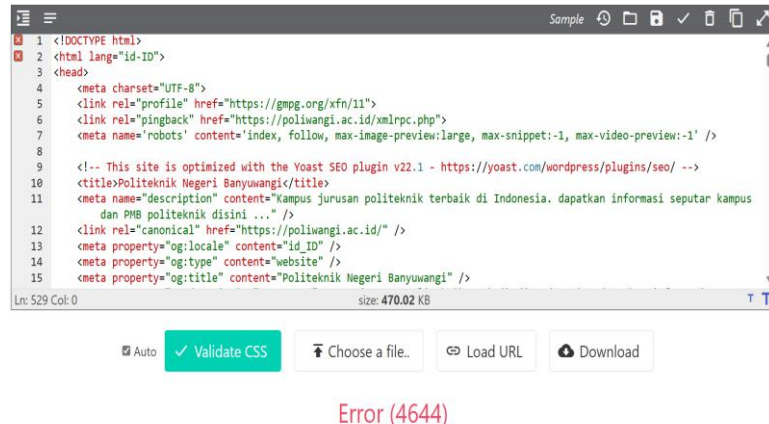 Sample
1 <!DOCTYPE html>
2 <html lang="id-ID">
3 <head>
4 <meta charset="UTF-8">
5 <link rel="profile" href="https://gmpg.org/xfn/11">
6 <link rel="pingback" href="https://poliwangi.ac.id/xmlrpc.php">
7 <meta name='robots' content='index, follow, max-image-preview:large, max-snippet:-1, max-video-preview:-1' />
8
9 <!-- This site is optimized with the Yoast SEO plugin v22.1 - https://yoast.com/wordpress/plugins/seo/ -->
10 <title>Politeknik Negeri Banyuwangi</title>
11 <meta name="description" content="Kampus jurusan politeknik terbaik di Indonesia. dapatkan informasi seputar kampus
dan PMB politeknik disini ..." />
12 <link rel="canonical" href="https://poliwangi.ac.id/" />
13 <meta property="og:locale" content="id_ID" />
14 <meta property="og:type" content="website" />
15 <meta property="og:title" content="Politeknik Negeri Banyuwangi" />
Ln: 529 Col: 0 size: 470.02 KB T T
Auto Validate CSS Choose a file.. Load URL Download
Error (4644)